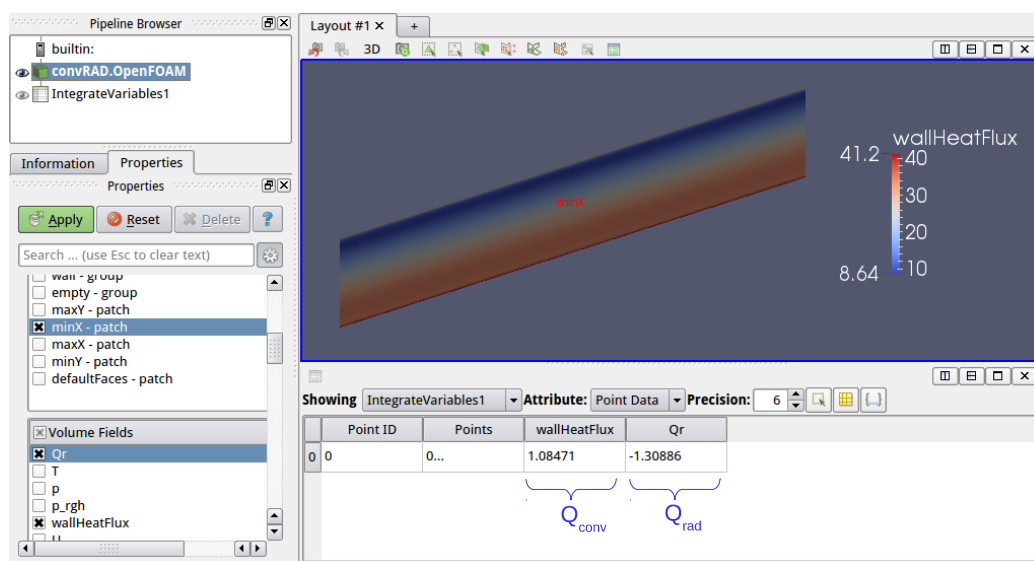 Pipeline Browser
builtin:
convRAD.OpenFOAM
IntegrateVariables1
Information Properties
Properties
Apply Reset Delete ?
Search ... (use Esc to clear text)
wall - group
empty - group
maxY - patch
minX - patch
maxX - patch
minY - patch
defaultFaces - patch
Volume Fields
Qr
T
p
p_rgh
wallHeatFlux
U
Layout #1 × +
3D
minX
wallHeatFlux
41.2 40
30
20
8.64 10
Showing IntegrateVariables1 Attribute: Point Data Precision: 6 {...}
Point ID Points wallHeatFlux Qr
0 0 0... 1.08471 -1.30886
Qconv Qrad